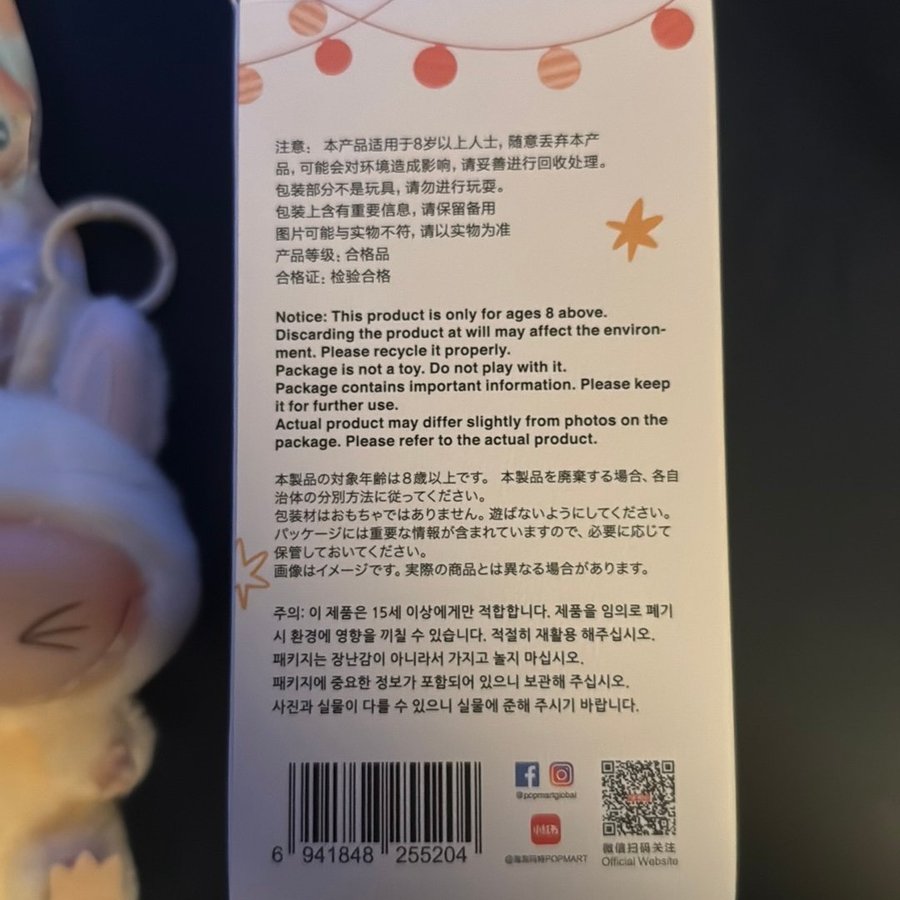 注意： 本产品适用于8岁以上人士，随意丢弃本产
品，可能会对环境造成影响，请妥善进行回收处理。
包装部分不是玩具，请勿进行玩耍。
包装上含有重要信息，请保留备用
图片可能与实物不符，请以实物为准
产品等级：合格品
合格证：检验合格
Notice: This product is only for ages 8 above.
Discarding the product at will may affect the environ-
ment. Please recycle it properly.
Package is not a toy. Do not play with it.
Package contains important information. Please keep
it for further use.
Actual product may differ slightly from photos on the
package. Please refer to the actual product.
本製品の対象年齢は8歳以上です。 本製品を廃棄する場合、各自
治体の分別方法に従ってください。
包装材はおもちゃではありません。遊ばないようにしてください。
パッケージには重要な情報が含まれていますので、必要に応じて
保管しておいてください。
画像はイメージです。実際の商品とは異なる場合があります。
주의: 이 제품은 15세 이상에게만 적합합니다. 제품을 임의로 폐기
시 환경에 영향을 끼칠 수 있습니다. 적절히 재활용 해주십시오.
패키지는 장난감이 아니라서 가지고 놀지 마십시오.
패키지에 중요한 정보가 포함되어 있으니 보관해 주십시오.
사진과 실물이 다를 수 있으니 실물에 준해 주시기 바랍니다.
6 941848 255204
@popmartglobal
小红书
@泡泡玛特POPMART
微信扫码关注
Official Website